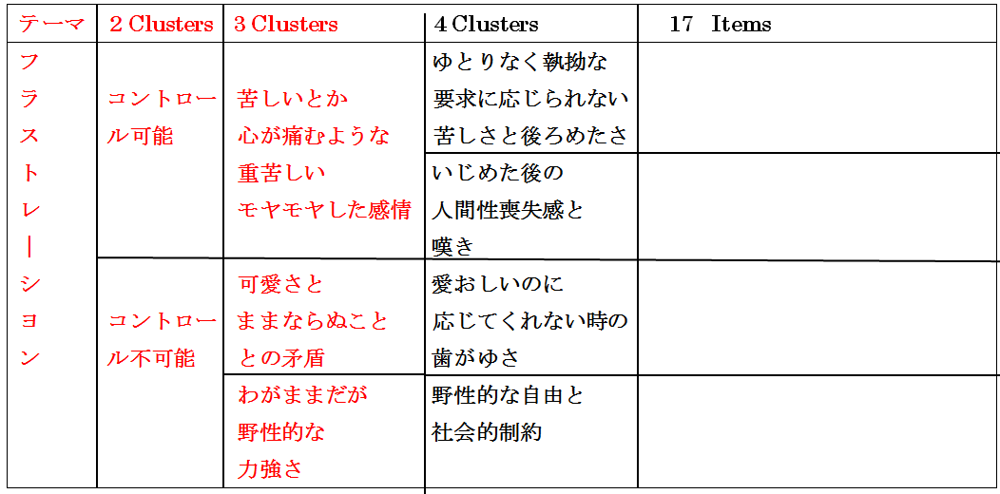 テーマ 2 Clusters 3 Clusters 4 Clusters 17 Items
フラストレーション
コントロー
ル可能
苦しいとか
心が痛むような
重苦しい
モヤモヤした感情
ゆとりなく執拗な
要求に応じられない
苦しさと後ろめたさ
いじめた後の
人間性喪失感と
嘆き
コントロー
ル不可能
可愛さと
ままならぬこと
との矛盾
愛おしいのに
応じてくれない時の
歯がゆさ
わがままだが
野性的な
力強さ
野性的な自由と
社会的制約